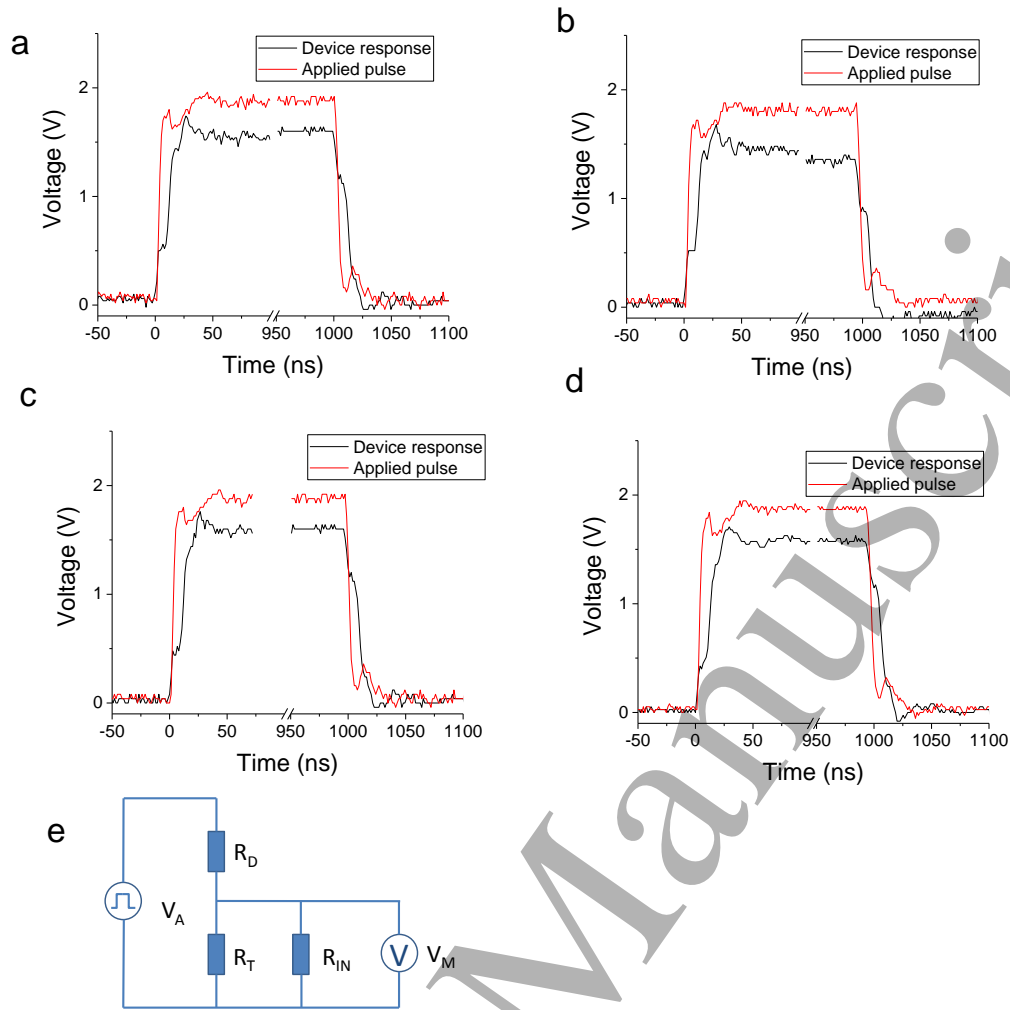 a
Device response
Applied pulse
2
1
0
Voltage (V)
-50 0 50 950 1000 1050 1100
Time (ns)
b
Device response
Applied pulse
2
1
0
Voltage (V)
-50 0 50 950 1000 1050 1100
Time (ns)
c
Device response
Applied pulse
2
1
0
Voltage (V)
-50 0 50 950 1000 1050 1100
Time (ns)
d
Device response
Applied pulse
2
1
0
Voltage (V)
-50 0 50 950 1000 1050 1100
Time (ns)
e
R_D
V_A
R_T
R_IN
V
V_M
Manuscri